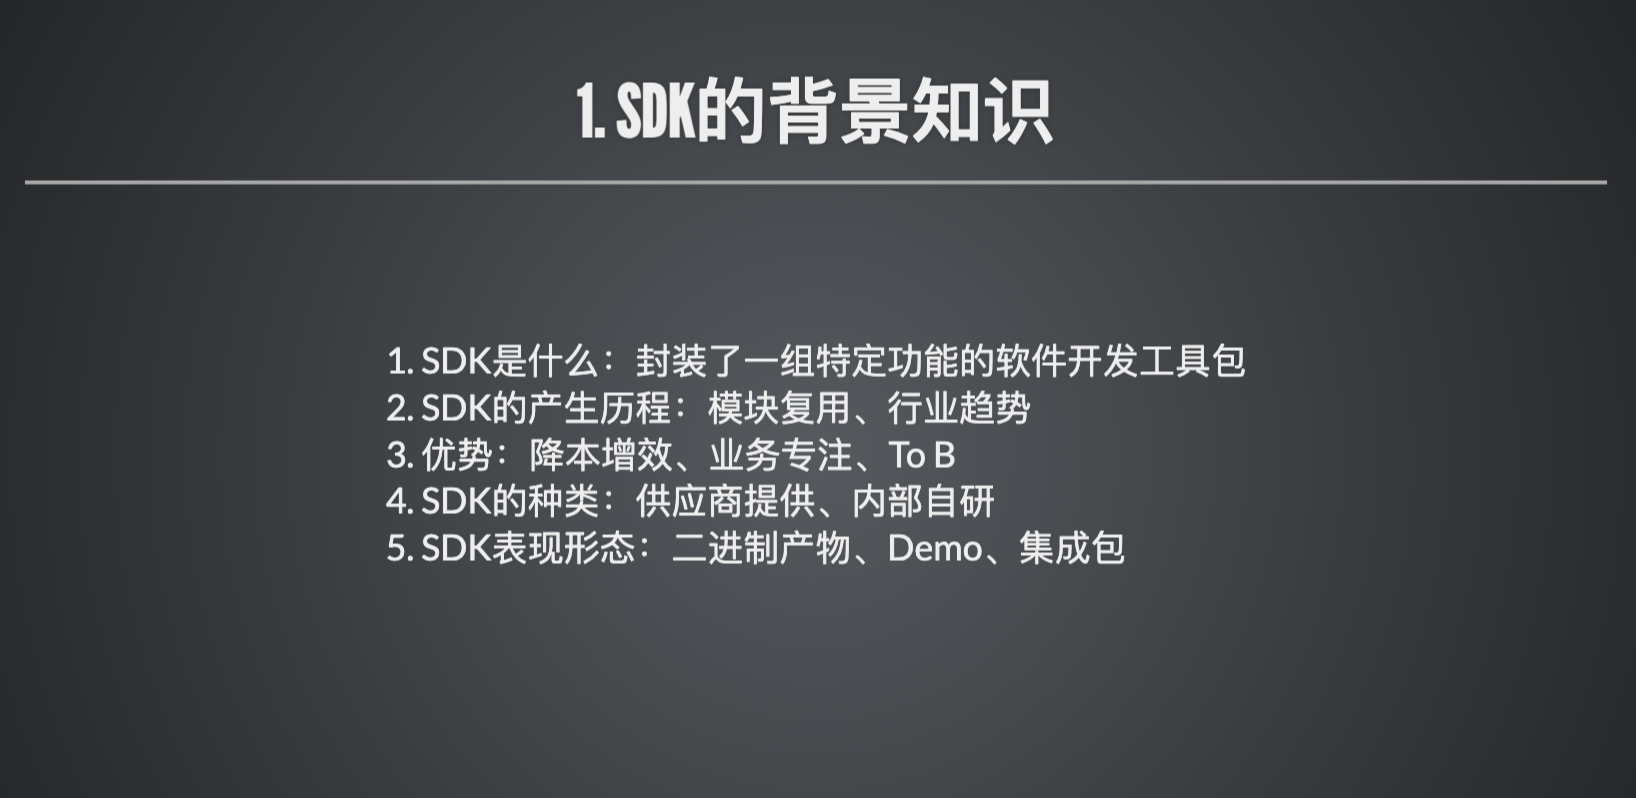 1. SDK的背景知识
1. SDK是什么：封装了一组特定功能的软件开发工具包
2. SDK的产生历程：模块复用、行业趋势
3. 优势：降本增效、业务专注、To B
4. SDK的种类：供应商提供、内部自研
5. SDK表现形态：二进制产物、Demo、集成包